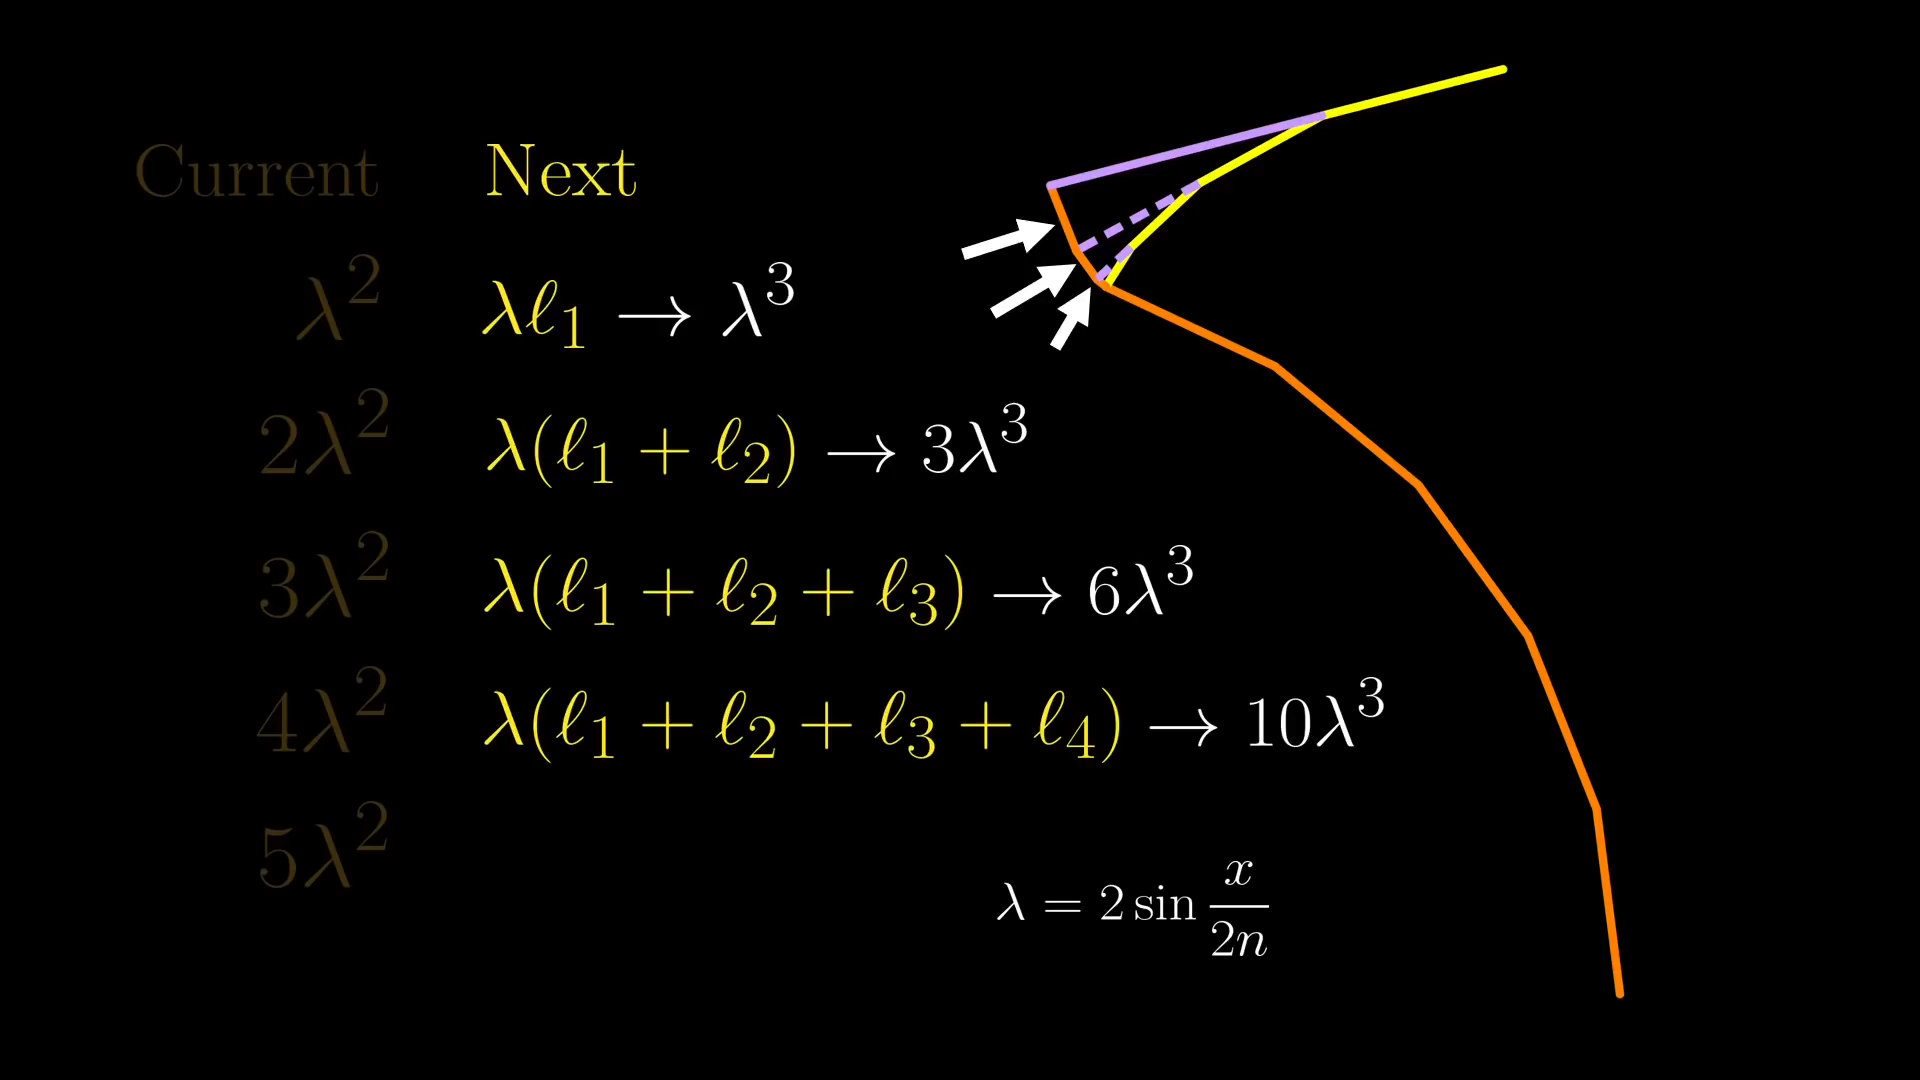 Current Next
λ² λℓ₁ → λ³
2λ² λ(ℓ₁ + ℓ₂) → 3λ³
3λ² λ(ℓ₁ + ℓ₂ + ℓ₃) → 6λ³
4λ² λ(ℓ₁ + ℓ₂ + ℓ₃ + ℓ₄) → 10λ³
5λ²
λ = 2 sin x/2n